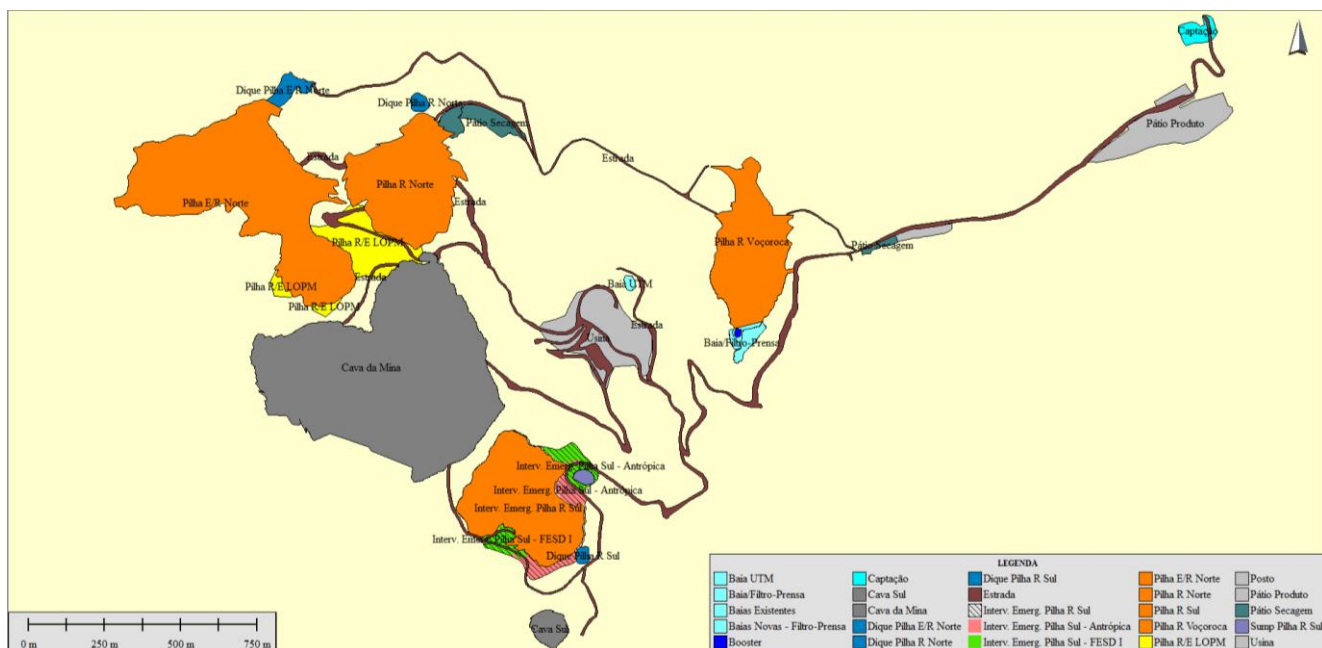 Captação
Dique Pilha E/R Norte
Dique Pilha R Norte
Pátio Secagem
Pátio Produto
Estrada
Estrada
Pilha R Norte
Pilha E/R Norte
Estrada
Pilha R/E LOPM
Pilha R Voçoroca
Pátio Secagem
Estrada
Pilha R/E LOPM
Baia UTM
Pilha R/E LOPM
Estrada
Usina
Baia/Filtro-Prensa
Cava da Mina
Interv. Emerg. Pilha Sul - Antrópica
Interv. Emerg. Pilha Sul - Antrópica
Interv. Emerg. Pilha R Sul
Interv. Emerg. Pilha Sul - FESD I
Dique Pilha R Sul
Cava Sul
0 m 250 m 500 m 750 m
LEGENDA
Baia UTM
Baia/Filtro-Prensa
Baias Existentes
Baias Novas - Filtro-Prensa
Booster
Captação
Cava Sul
Cava da Mina
Dique Pilha E/R Norte
Dique Pilha R Norte
Dique Pilha R Sul
Estrada
Interv. Emerg. Pilha R Sul
Interv. Emerg. Pilha Sul - Antrópica
Interv. Emerg. Pilha Sul - FESD I
Pilha E/R Norte
Pilha R Norte
Pilha R Sul
Pilha R Voçoroca
Pilha R/E LOPM
Posto
Pátio Produto
Pátio Secagem
Sump Pilha R Sul
Usina